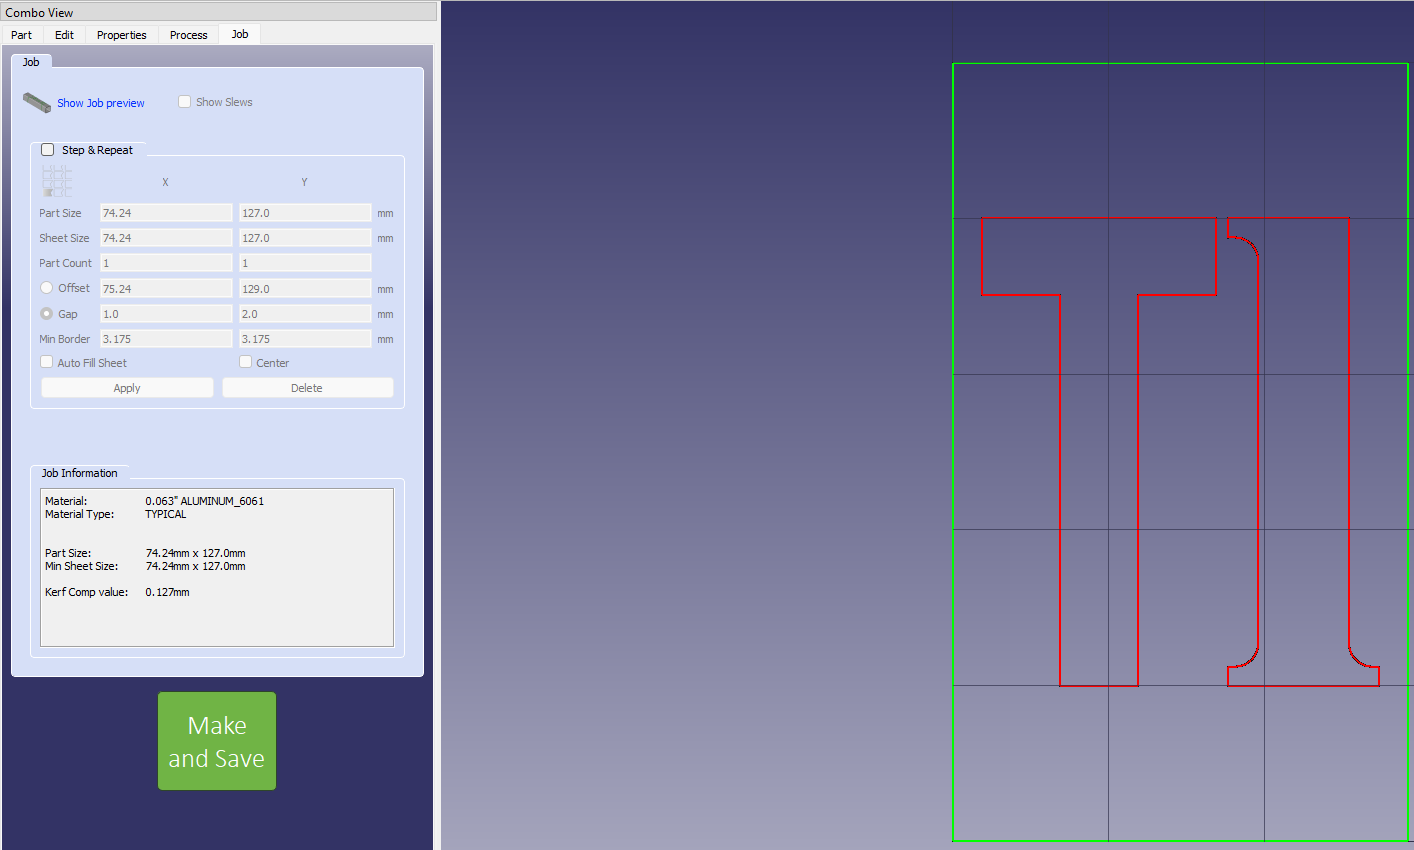 Combo View
Part Edit Properties Process Job
Job
Show Job preview Show Slews
Step & Repeat
X Y
Part Size 74.24 127.0 mm
Sheet Size 74.24 127.0 mm
Part Count 1 1
Offset 75.24 129.0 mm
Gap 1.0 2.0 mm
Min Border 3.175 3.175 mm
Auto Fill Sheet Center
Apply Delete
Job Information
Material: 0.063" ALUMINUM_6061
Material Type: TYPICAL
Part Size: 74.24mm x 127.0mm
Min Sheet Size: 74.24mm x 127.0mm
Kerf Comp value: 0.127mm
Make
and Save